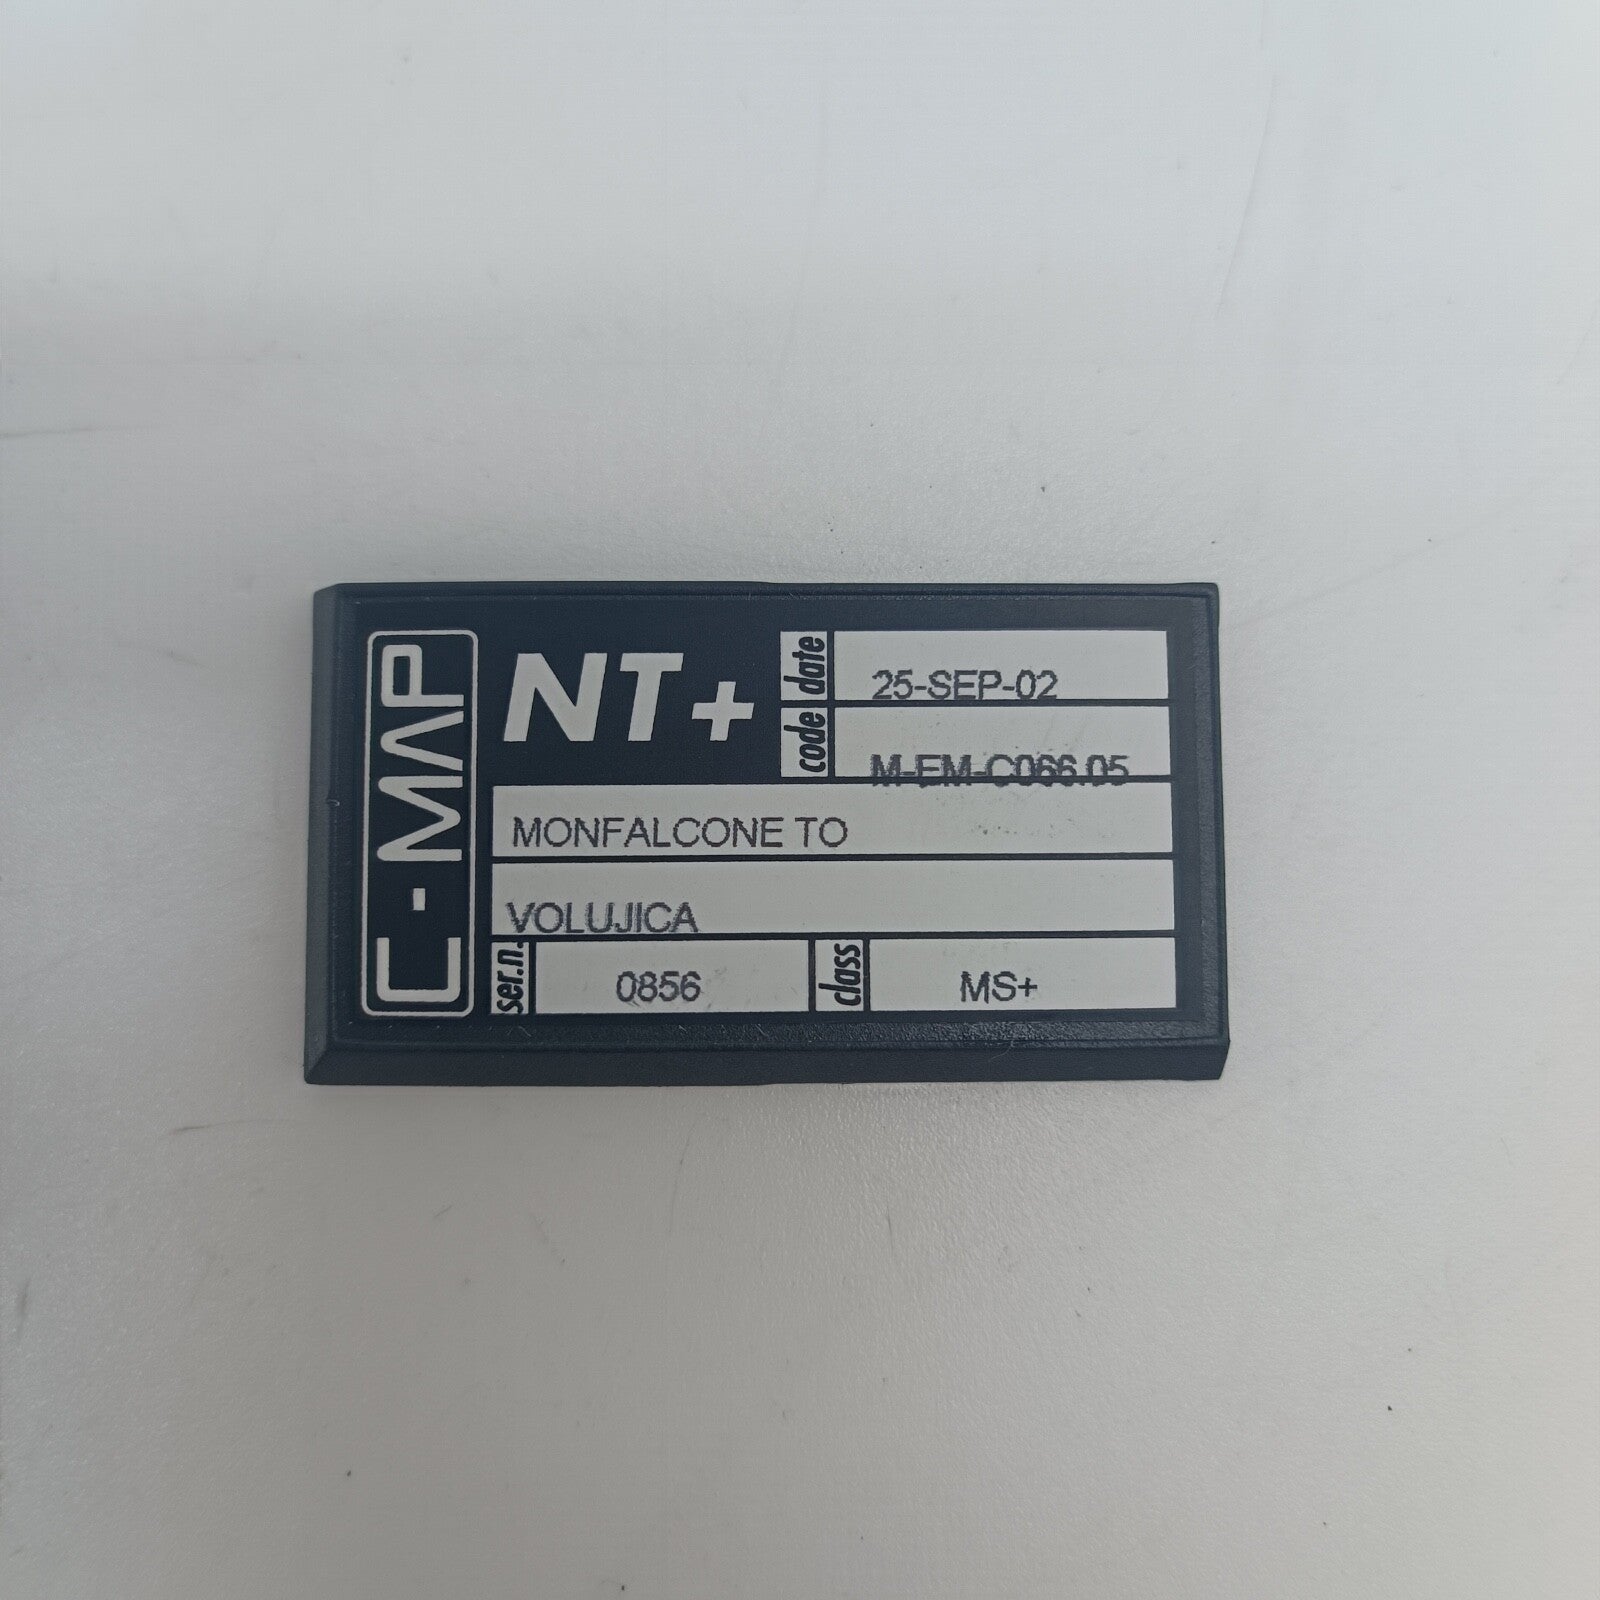 C-MAP
NT+
date 25-SEP-02
code M-EM-C066.05
MONFALCONE TO
VOLUJICA
ser.n. 0856 class MS+